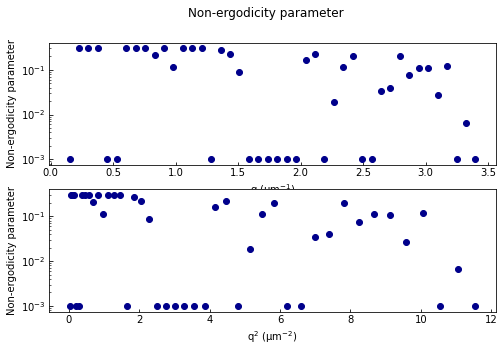 Non-ergodicity parameter
Non-ergodicity parameter
10⁻¹
10⁻²
10⁻³
0.0 0.5 1.0 1.5 2.0 2.5 3.0 3.5
q (μm⁻¹)
Non-ergodicity parameter
10⁻¹
10⁻²
10⁻³
0 2 4 6 8 10 12
q² (μm⁻²)